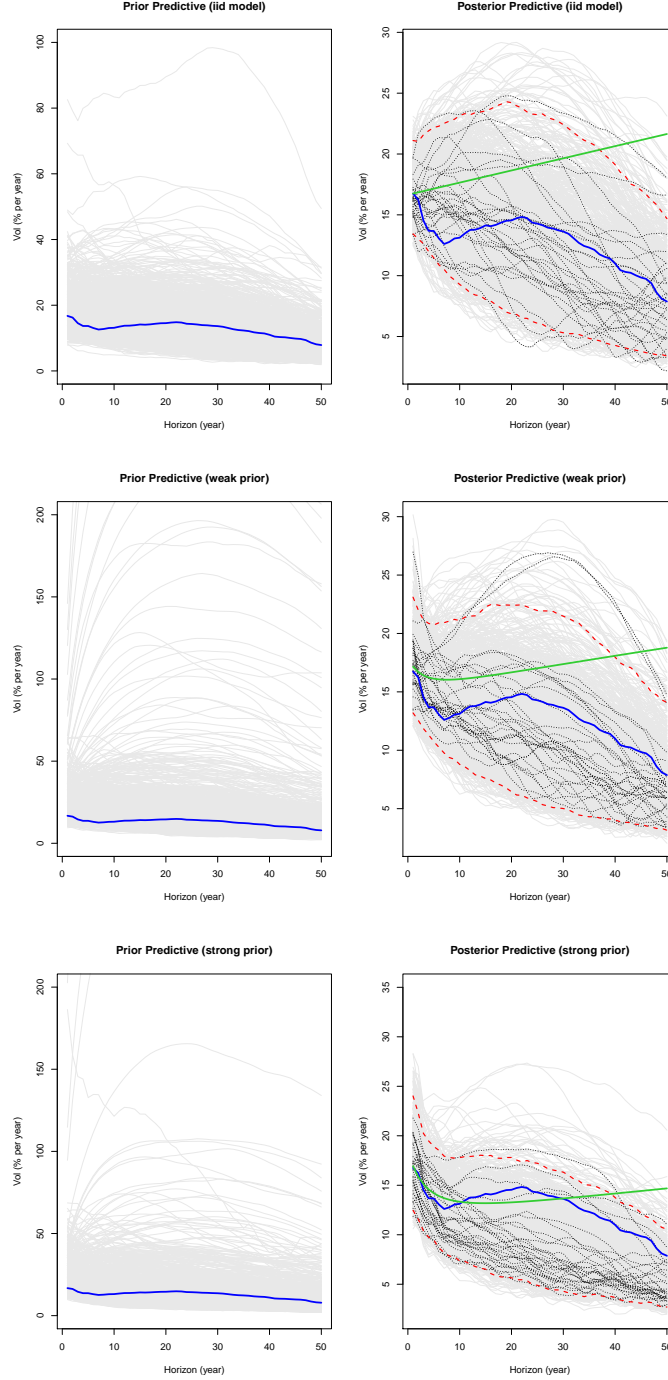 Prior Predictive (iid model)
Vol (% per year)
0 20 40 60 80 100
0 10 20 30 40 50
Horizon (year)
Posterior Predictive (iid model)
Vol (% per year)
5 10 15 20 25 30
0 10 20 30 40 50
Horizon (year)
Prior Predictive (weak prior)
Vol (% per year)
0 50 100 150 200
0 10 20 30 40 50
Horizon (year)
Posterior Predictive (weak prior)
Vol (% per year)
5 10 15 20 25 30
0 10 20 30 40 50
Horizon (year)
Prior Predictive (strong prior)
Vol (% per year)
0 50 100 150 200
0 10 20 30 40 50
Horizon (year)
Posterior Predictive (strong prior)
Vol (% per year)
5 10 15 20 25 30 35
0 10 20 30 40 50
Horizon (year)